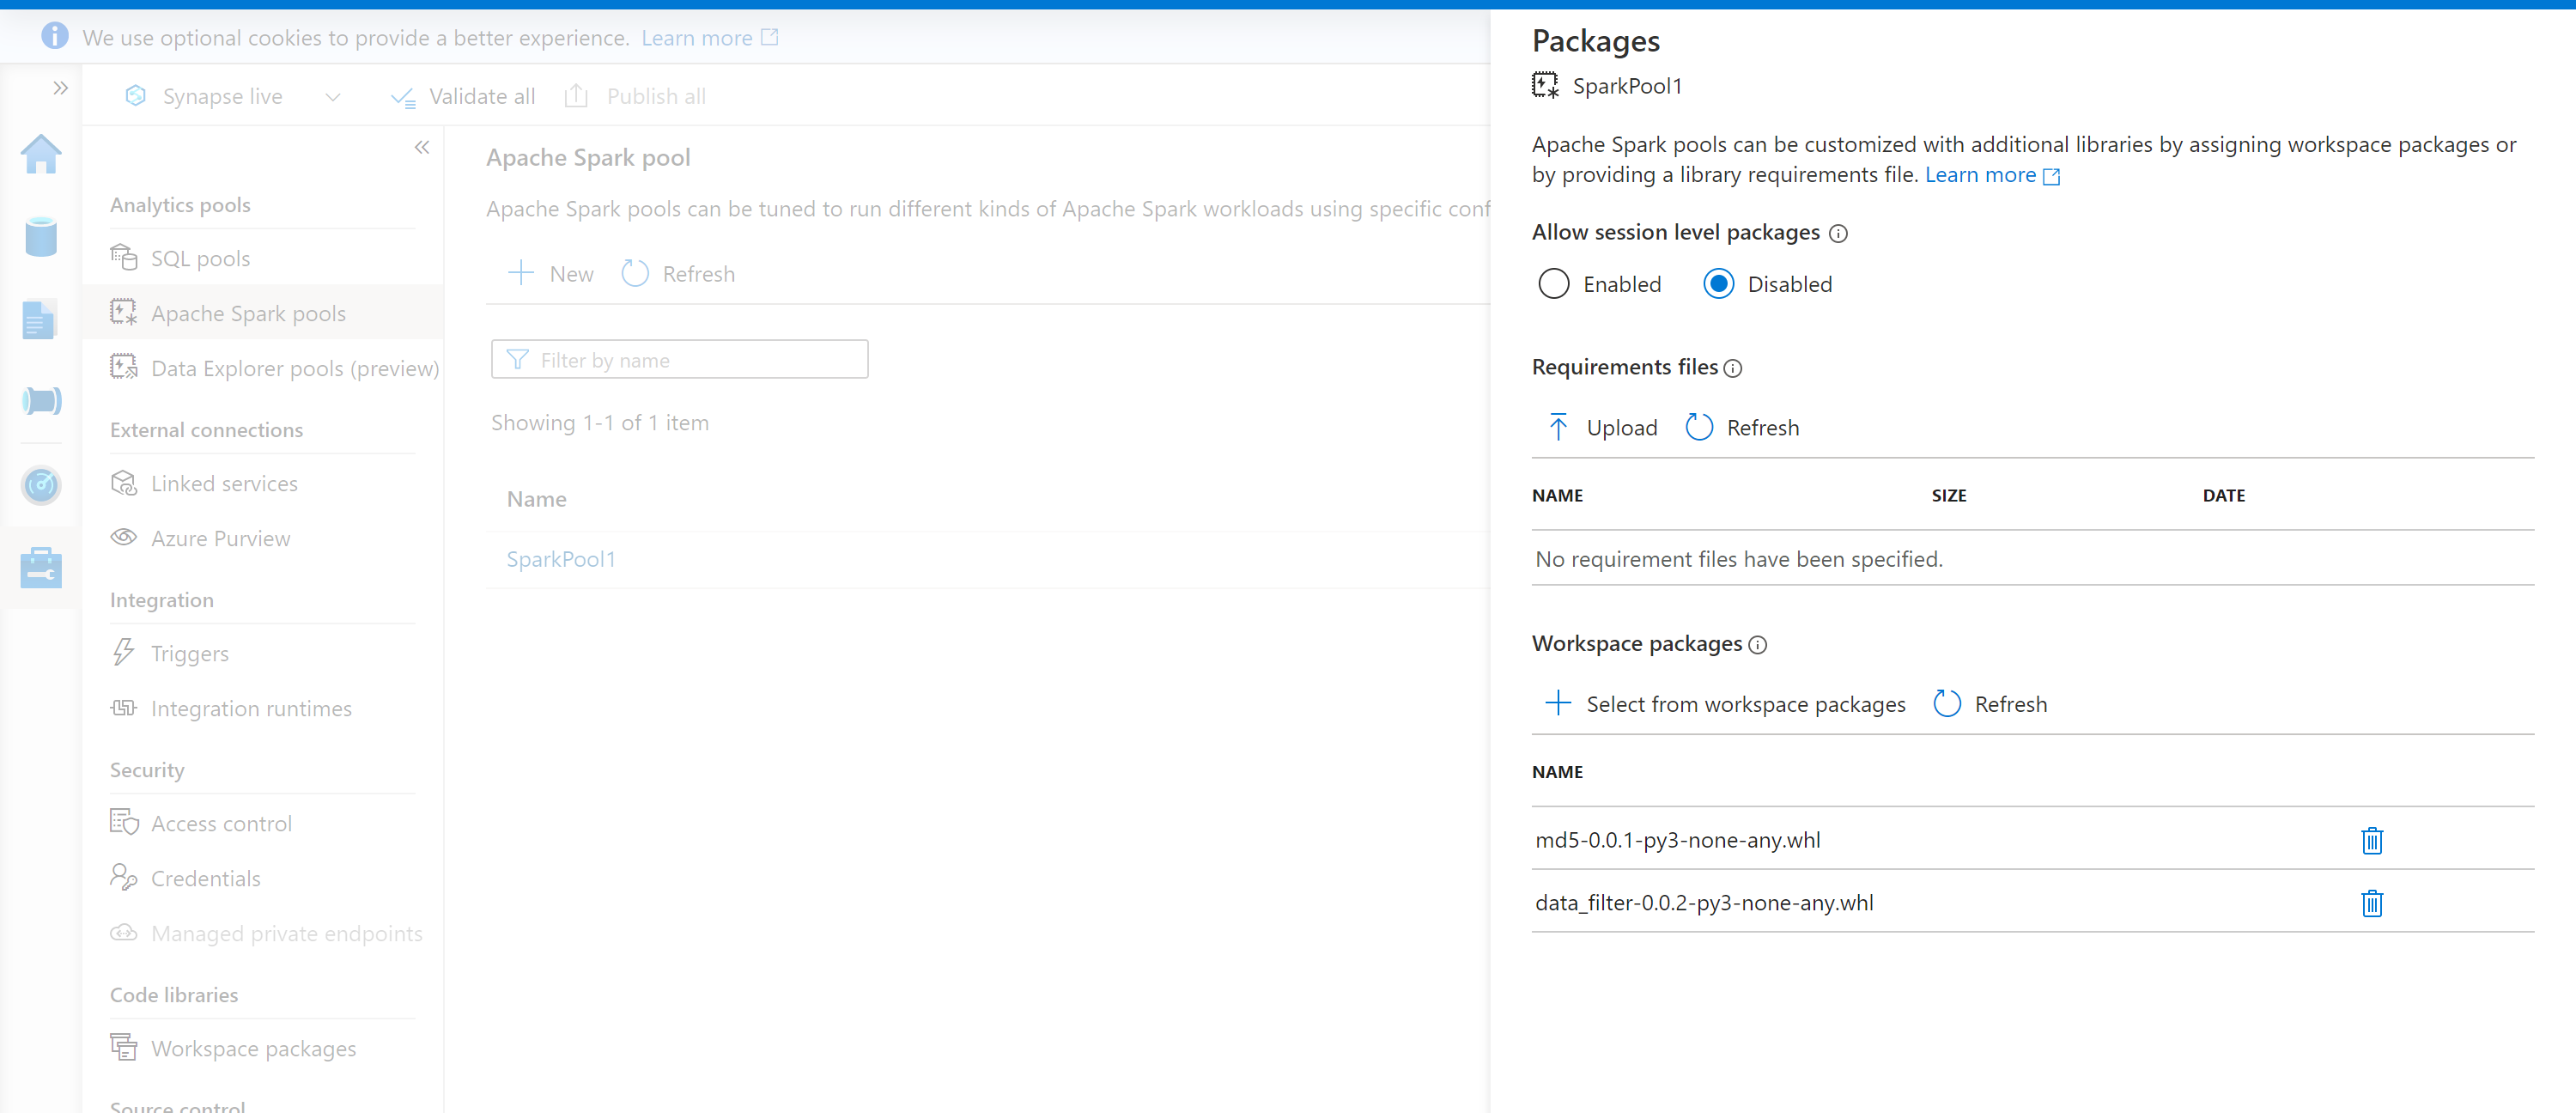 We use optional cookies to provide a better experience. Learn more
Synapse live
Validate all
Publish all
Analytics pools
SQL pools
Apache Spark pools
Data Explorer pools (preview)
External connections
Linked services
Azure Purview
Integration
Triggers
Integration runtimes
Security
Access control
Credentials
Managed private endpoints
Code libraries
Workspace packages
Source control
Apache Spark pool
Apache Spark pools can be tuned to run different kinds of Apache Spark workloads using specific conf
New
Refresh
Filter by name
Showing 1-1 of 1 item
Name
SparkPool1
Packages
SparkPool1
Apache Spark pools can be customized with additional libraries by assigning workspace packages or
by providing a library requirements file. Learn more
Allow session level packages
Enabled
Disabled
Requirements files
Upload
Refresh
NAME SIZE DATE
No requirement files have been specified.
Workspace packages
Select from workspace packages
Refresh
NAME
md5-0.0.1-py3-none-any.whl
data_filter-0.0.2-py3-none-any.whl